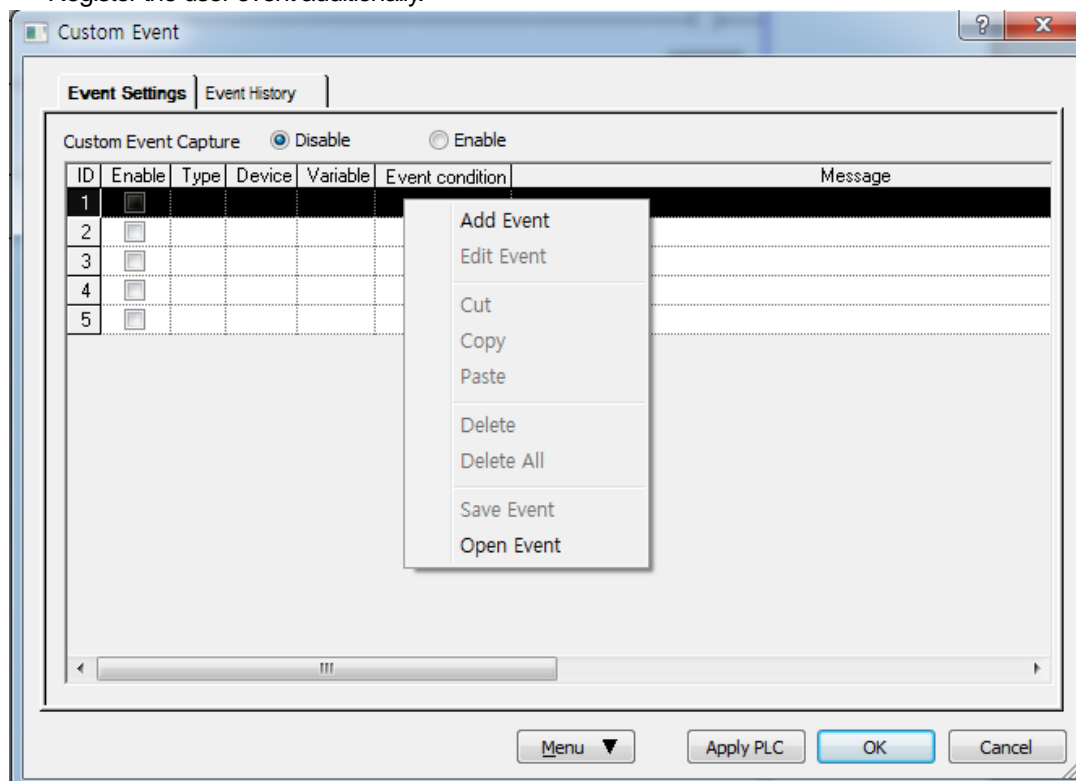 Register the user event additionally.
Custom Event
?
X
Event Settings Event History
Custom Event Capture Disable Enable
ID Enable Type Device Variable Event condition Message
1
2
3
4
5
Add Event
Edit Event
Cut
Copy
Paste
Delete
Delete All
Save Event
Open Event
Menu ▼ Apply PLC OK Cancel